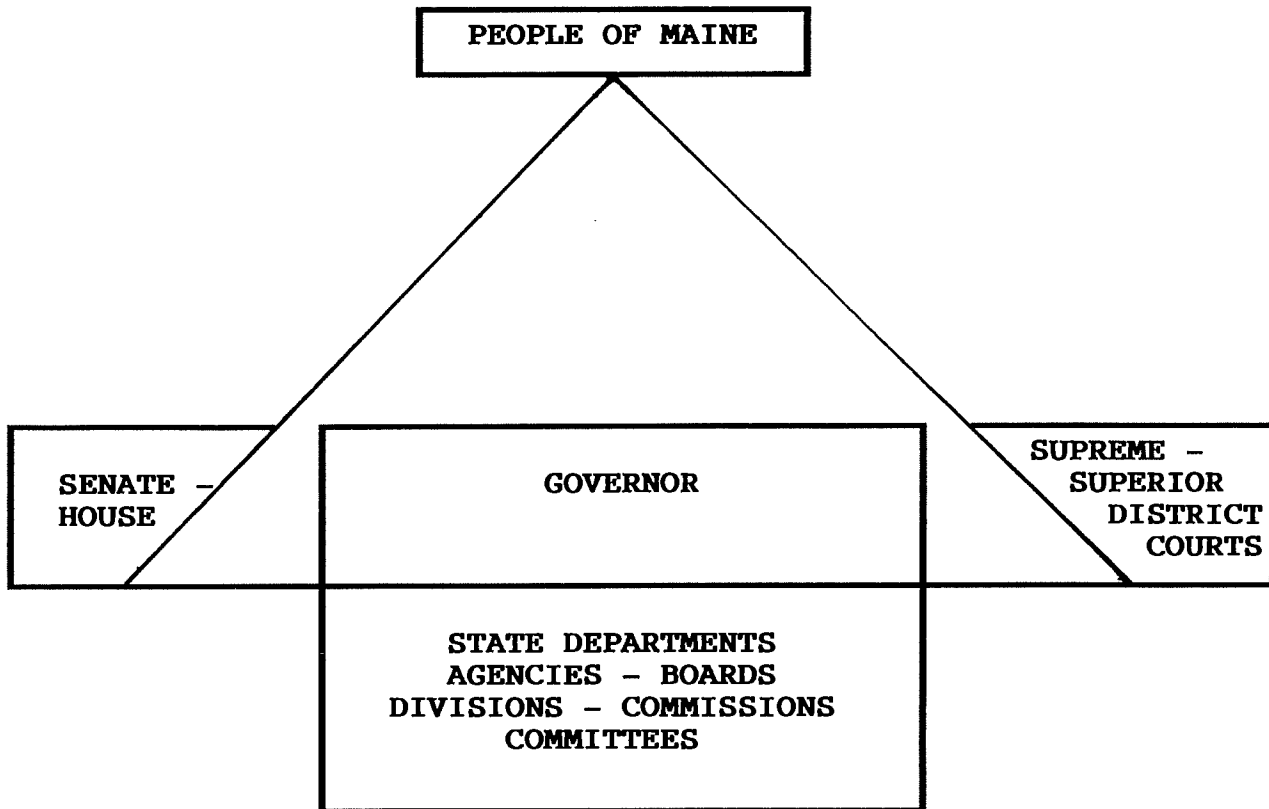 PEOPLE OF MAINE
SENATE –
HOUSE
GOVERNOR
SUPREME –
SUPERIOR
DISTRICT
COURTS
STATE DEPARTMENTS
AGENCIES – BOARDS
DIVISIONS – COMMISSIONS
COMMITTEES